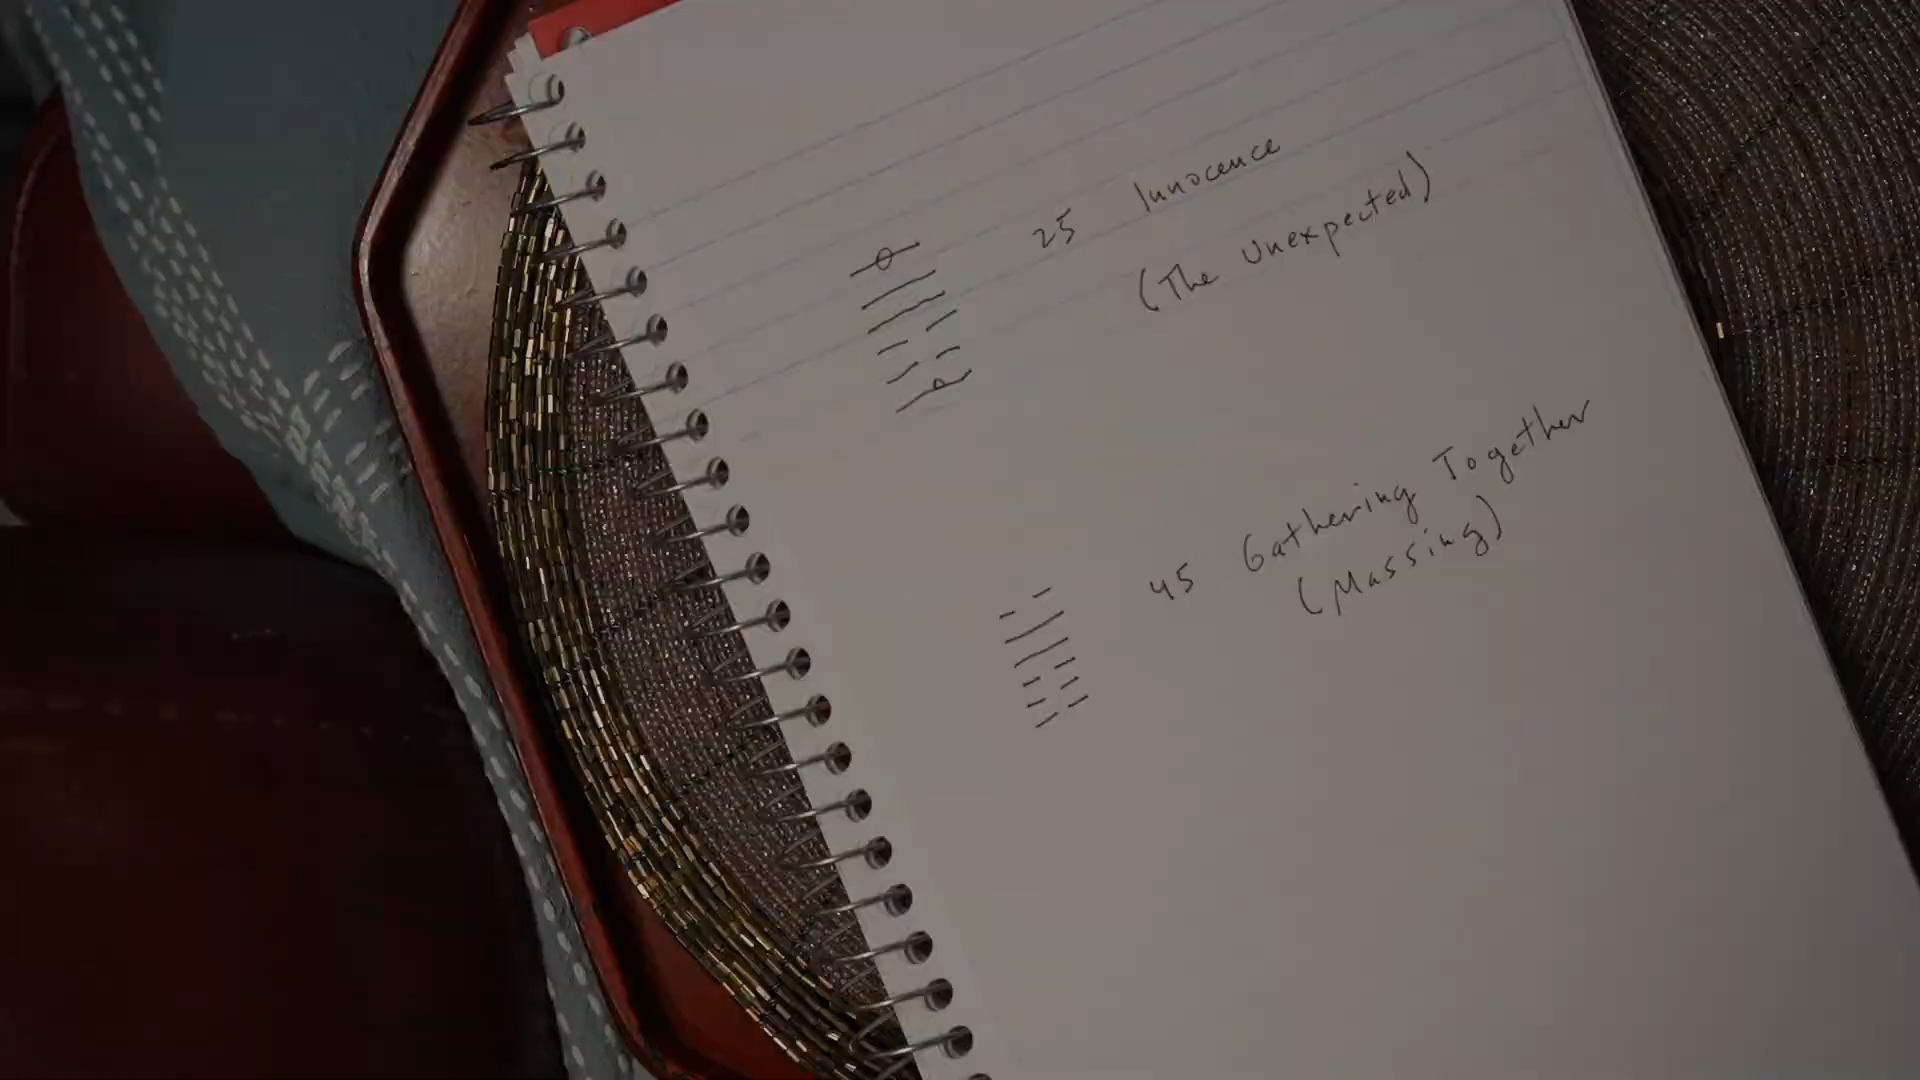 25 Innocence
(The Unexpected)
45 Gathering Together
(Massing)